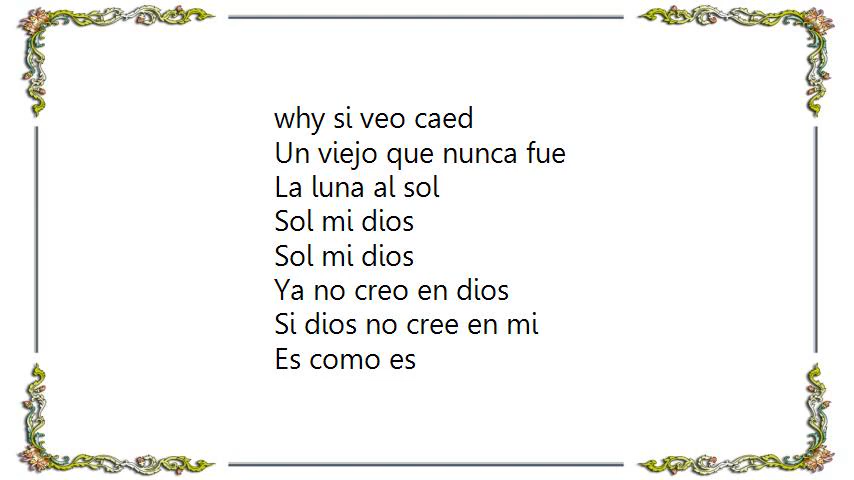 why si veo caed
Un viejo que nunca fue
La luna al sol
Sol mi dios
Sol mi dios
Ya no creo en dios
Si dios no cree en mi
Es como es